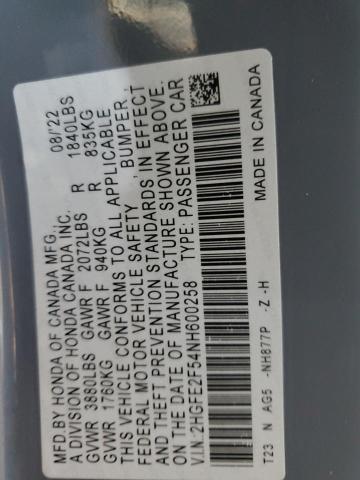 MFD.BY HONDA OF CANADA MFG., 08/'22
A DIVISION OF HONDA CANADA INC.
GVWR 3880LBS GAWR F 2072LBS R 1840LBS
GVWR 1760KG GAWR F 940KG R 835KG
THIS VEHICLE CONFORMS TO ALL APPLICABLE
FEDERAL MOTOR VEHICLE SAFETY, BUMPER,
AND THEFT PREVENTION STANDARDS IN EFFECT
ON THE DATE OF MANUFACTURE SHOWN ABOVE.
V.I.N: 2HGFE2F54NH600258 TYPE: PASSENGER CAR
T23 N AG5 -NH877P -Z -H MADE IN CANADA